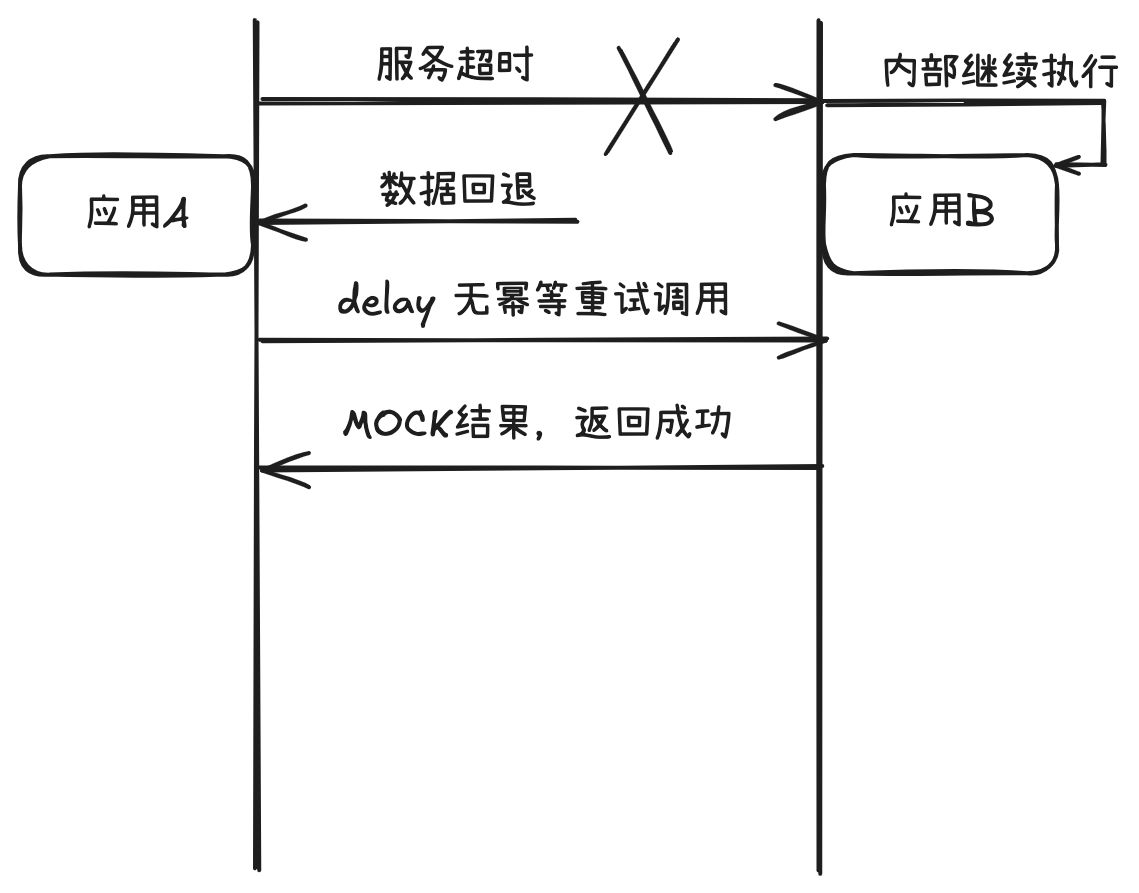 服务超时
内部继续执行
数据回退
应用A
应用B
delay 无幂等重试调用
MOCK结果，返回成功